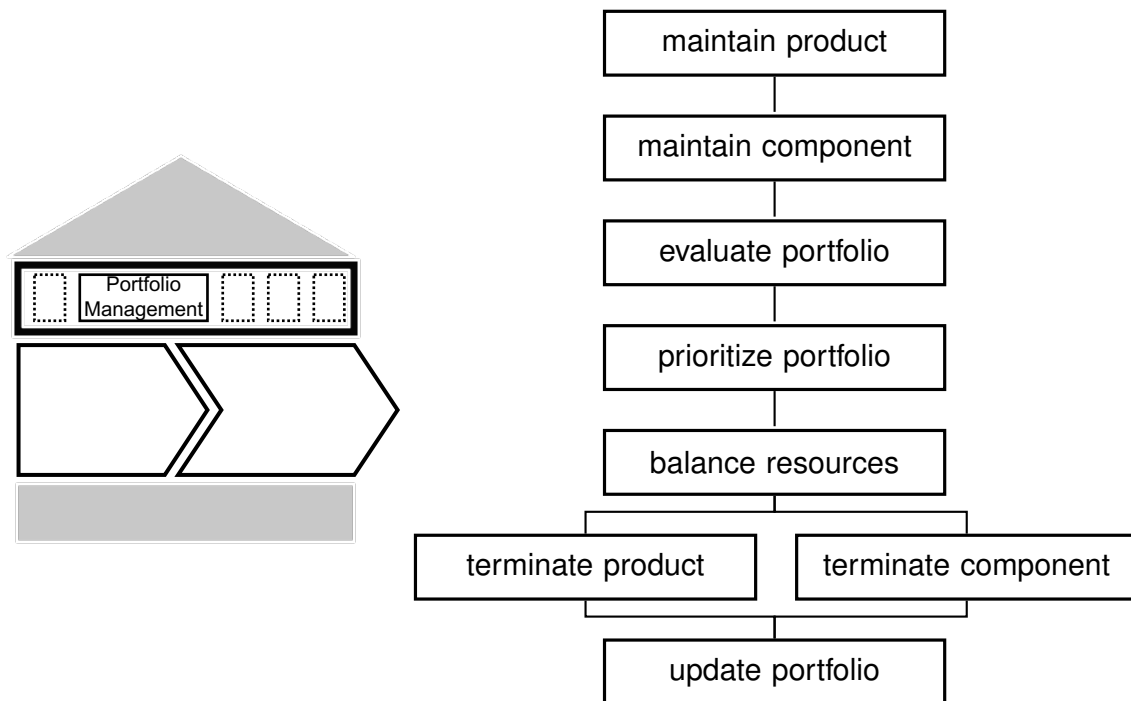 maintain product
maintain component
evaluate portfolio
prioritize portfolio
balance resources
terminate product
terminate component
update portfolio
Portfolio
Management